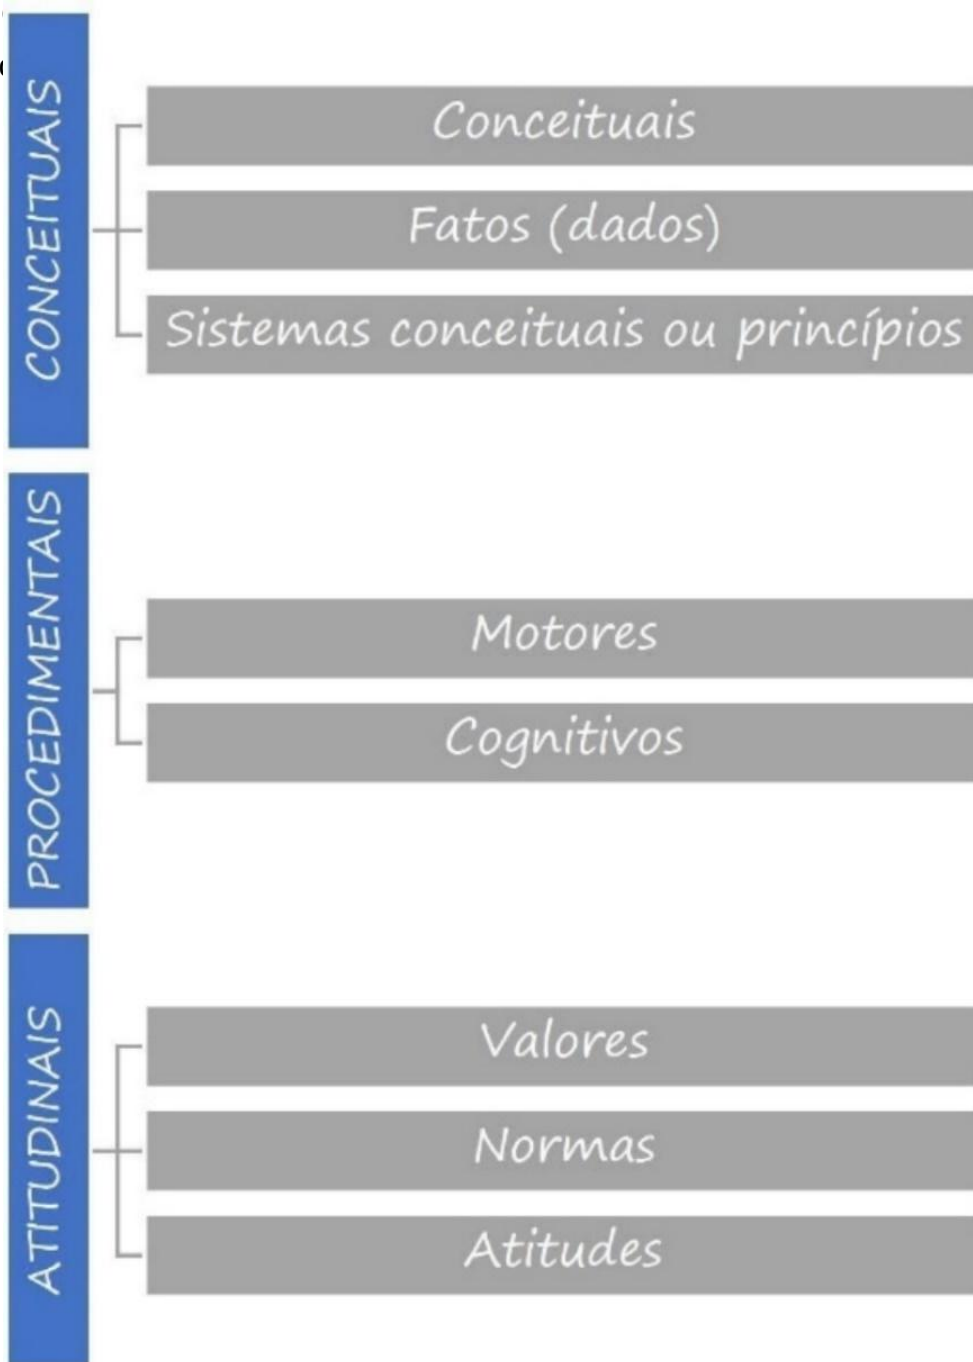 CONCEITUAIS
Conceituais
Fatos (dados)
Sistemas conceituais ou princípios
PROCEDIMENTAIS
Motores
Cognitivos
ATITUDINAIS
Valores
Normas
Atitudes